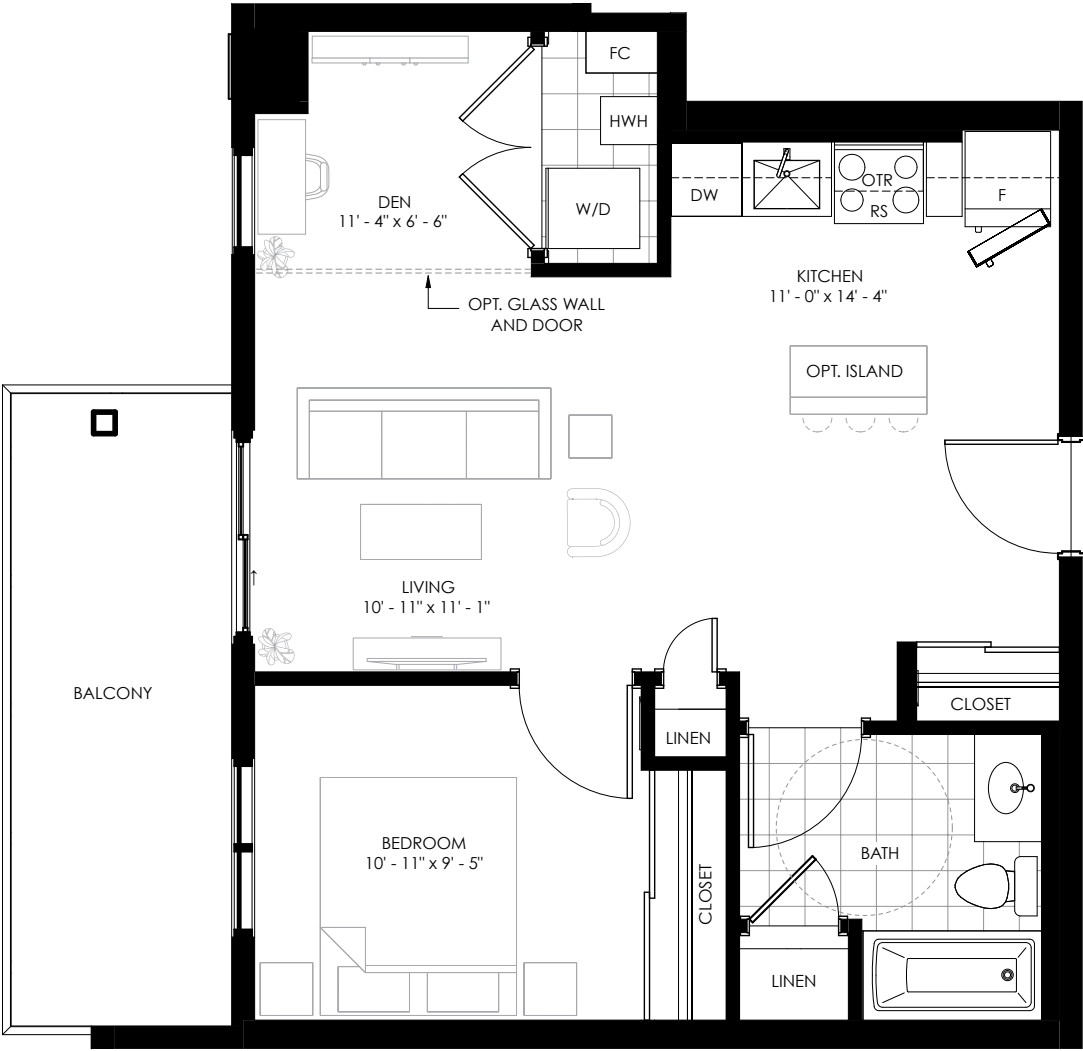 FC
HWH
W/D
DEN
11' - 4" x 6' - 6"
DW
OTR
RS
F
KITCHEN
11' - 0" x 14' - 4"
OPT. GLASS WALL
AND DOOR
OPT. ISLAND
LIVING
10' - 11" x 11' - 1"
BALCONY
CLOSET
LINEN
BEDROOM
10' - 11" x 9' - 5"
CLOSET
BATH
LINEN